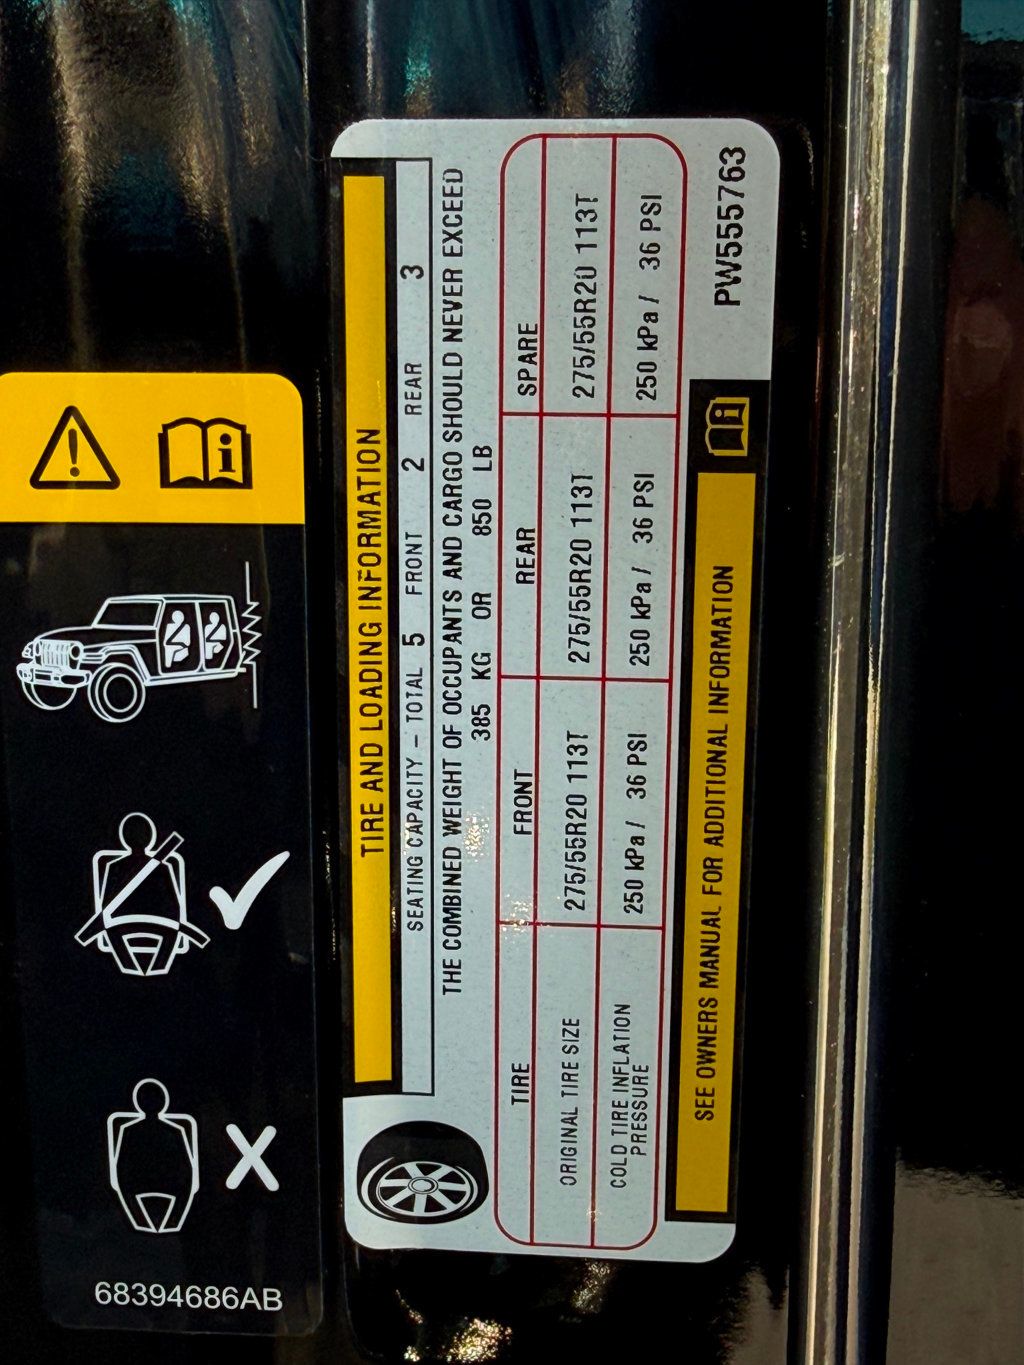 TIRE AND LOADING INFORMATION
SEATING CAPACITY – TOTAL 5 FRONT 2 REAR 3
THE COMBINED WEIGHT OF OCCUPANTS AND CARGO SHOULD NEVER EXCEED
385 KG OR 850 LB
TIRE FRONT REAR SPARE
ORIGINAL TIRE SIZE 275/55R20 113T 275/55R20 113T 275/55R20 113T
COLD TIRE INFLATION
PRESSURE 250 kPa / 36 PSI 250 kPa / 36 PSI 250 kPa / 36 PSI
SEE OWNERS MANUAL FOR ADDITIONAL INFORMATION
PW555763
68394686AB